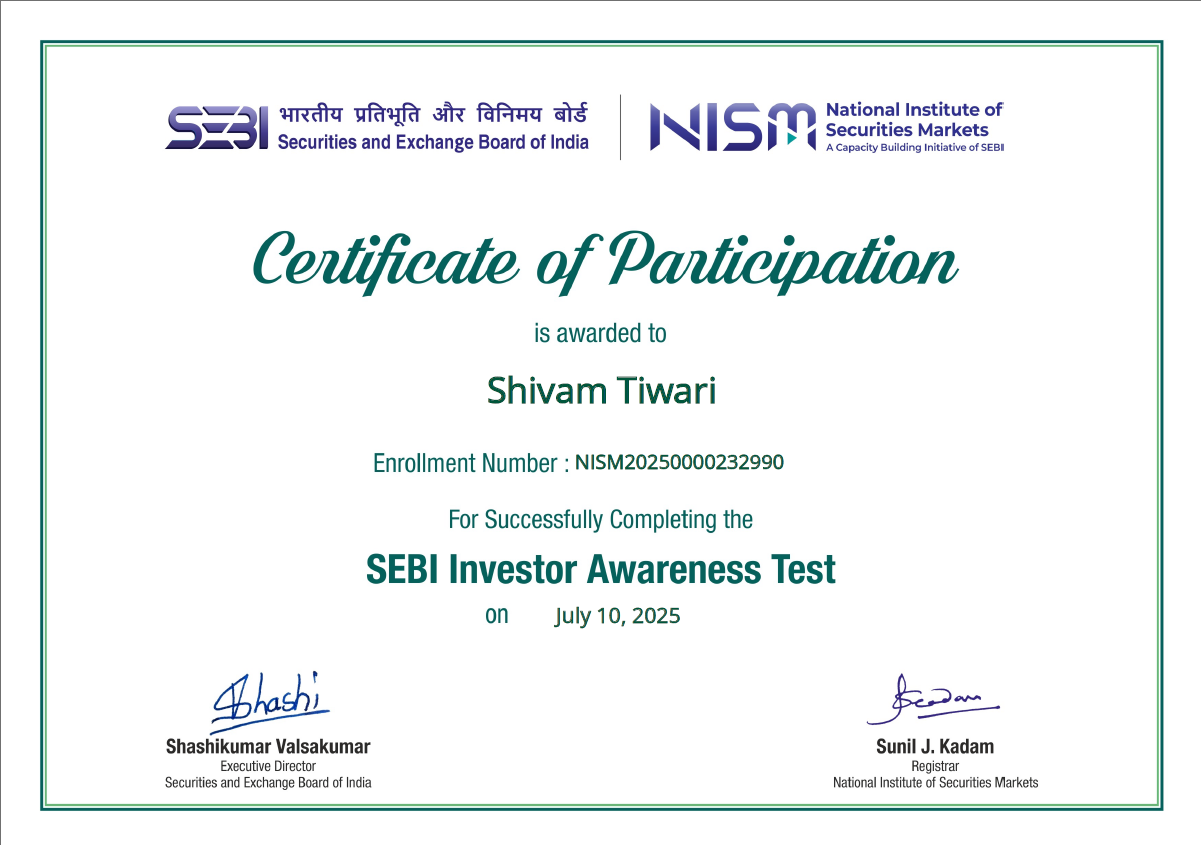 SEBI
भारतीय प्रतिभूति और विनिमय बोर्ड
Securities and Exchange Board of India
NISM
National Institute of
Securities Markets
A Capacity Building Initiative of SEBI
Certificate of Participation
is awarded to
Shivam Tiwari
Enrollment Number : NISM20250000232990
For Successfully Completing the
SEBI Investor Awareness Test
on July 10, 2025
Shashi
Shashikumar Valsakumar
Executive Director
Securities and Exchange Board of India
Sunil J. Kadam
Registrar
National Institute of Securities Markets